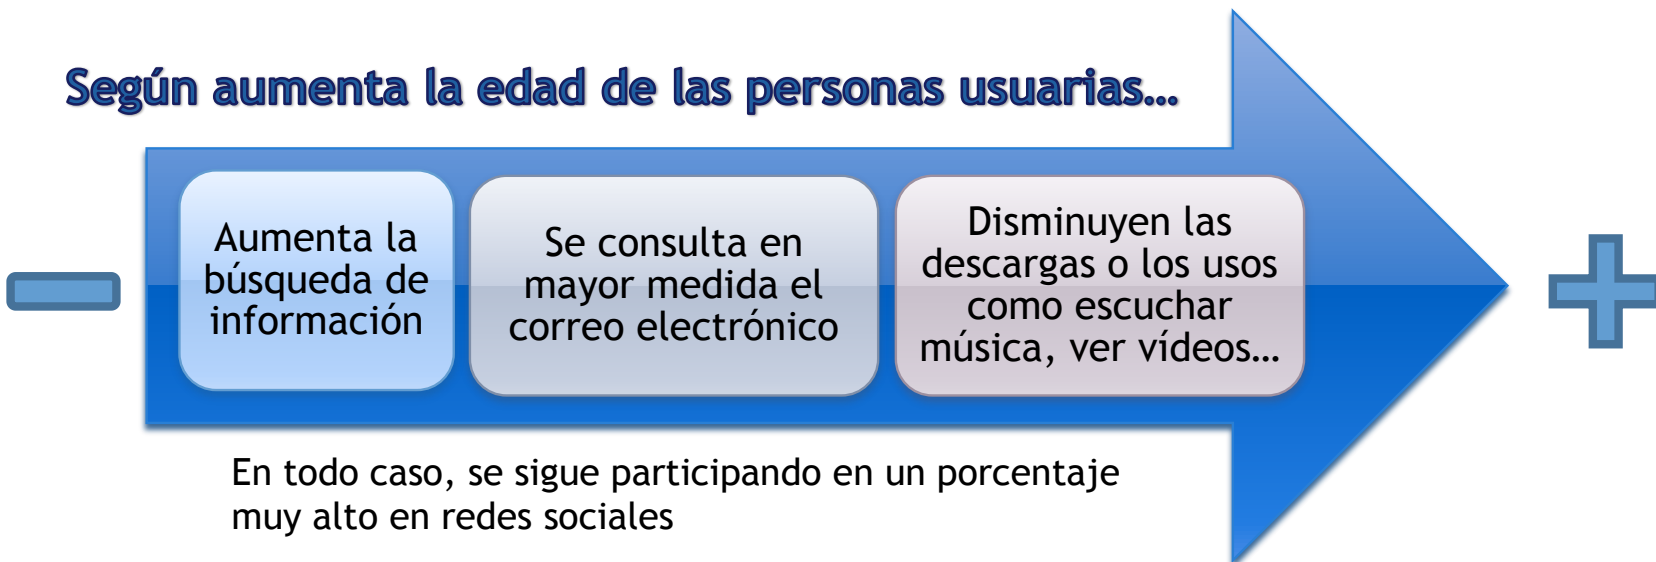 Según aumenta la edad de las personas usuarias…
Aumenta la
búsqueda de
información
Se consulta en
mayor medida el
correo electrónico
Disminuyen las
descargas o los usos
como escuchar
música, ver vídeos…
En todo caso, se sigue participando en un porcentaje
muy alto en redes sociales